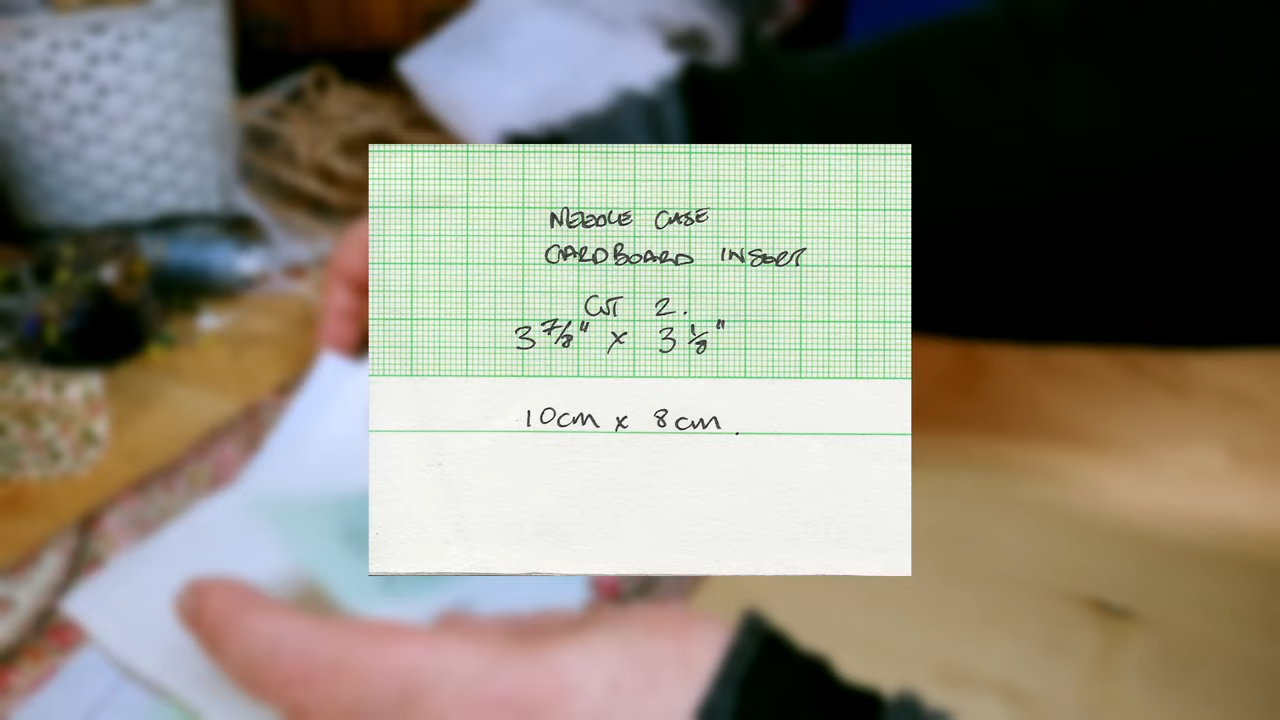 NEEDLE CASE
CARDBOARD INSERT
CUT 2.
3 7/8" x 3 1/8"
10cm x 8cm.